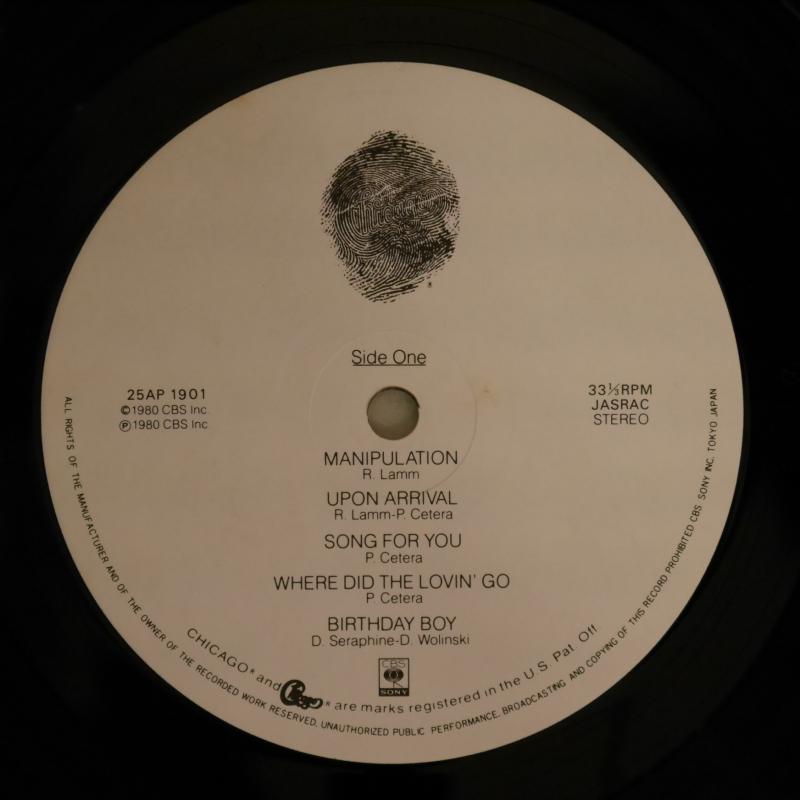 Chicago
Side One
25AP 1901
©1980 CBS Inc.
Ⓟ1980 CBS Inc.
33⅓RPM
JASRAC
STEREO
MANIPULATION
R. Lamm
UPON ARRIVAL
R. Lamm-P. Cetera
SONG FOR YOU
P. Cetera
WHERE DID THE LOVIN' GO
P. Cetera
BIRTHDAY BOY
D. Seraphine-D. Wolinski
CBS
SONY
CHICAGO® and Chicago® are marks registered in the U.S. Pat. Off.
ALL RIGHTS OF THE MANUFACTURER AND OF THE OWNER OF THE RECORDED WORK RESERVED. UNAUTHORIZED PUBLIC PERFORMANCE. BROADCASTING AND COPYING OF THIS RECORD PROHIBITED CBS SONY INC. TOKYO JAPAN